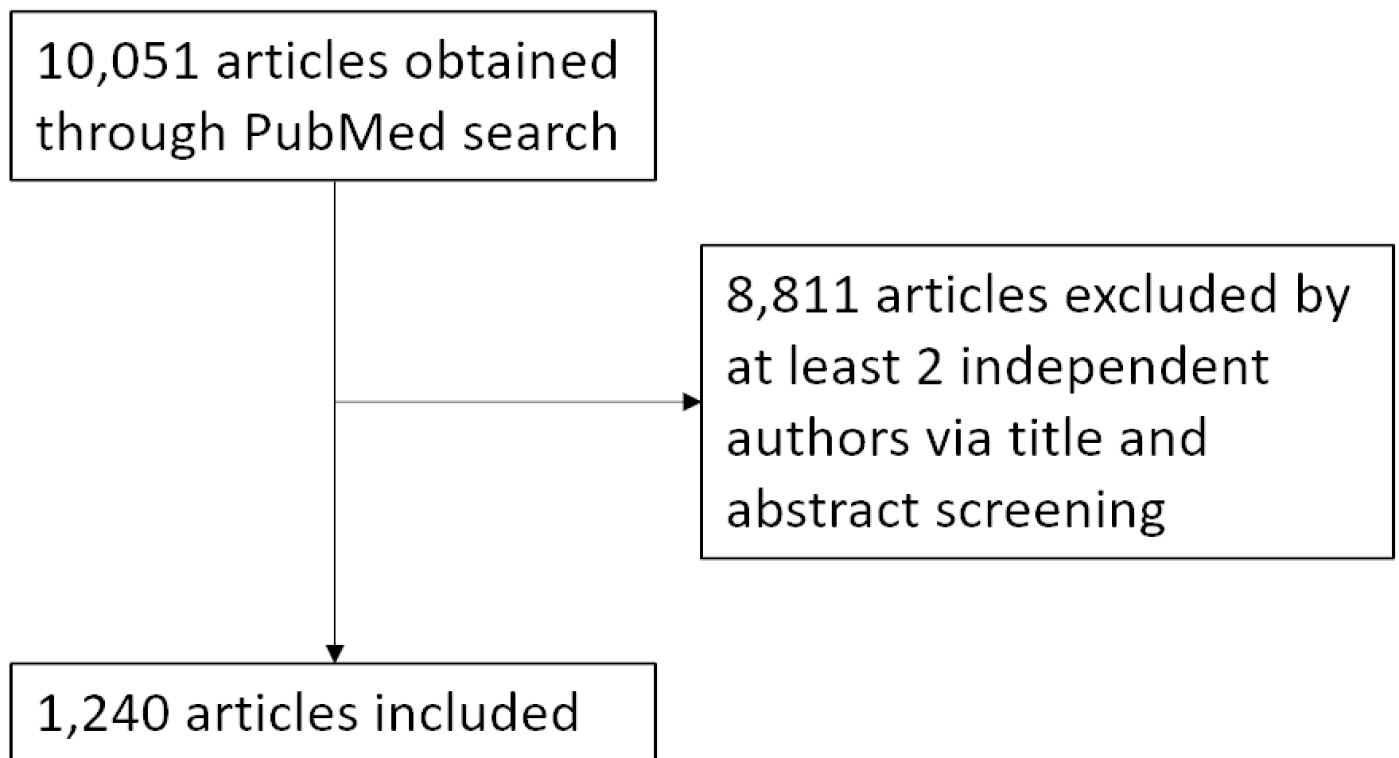 10,051 articles obtained
through PubMed search
8,811 articles excluded by
at least 2 independent
authors via title and
abstract screening
1,240 articles included